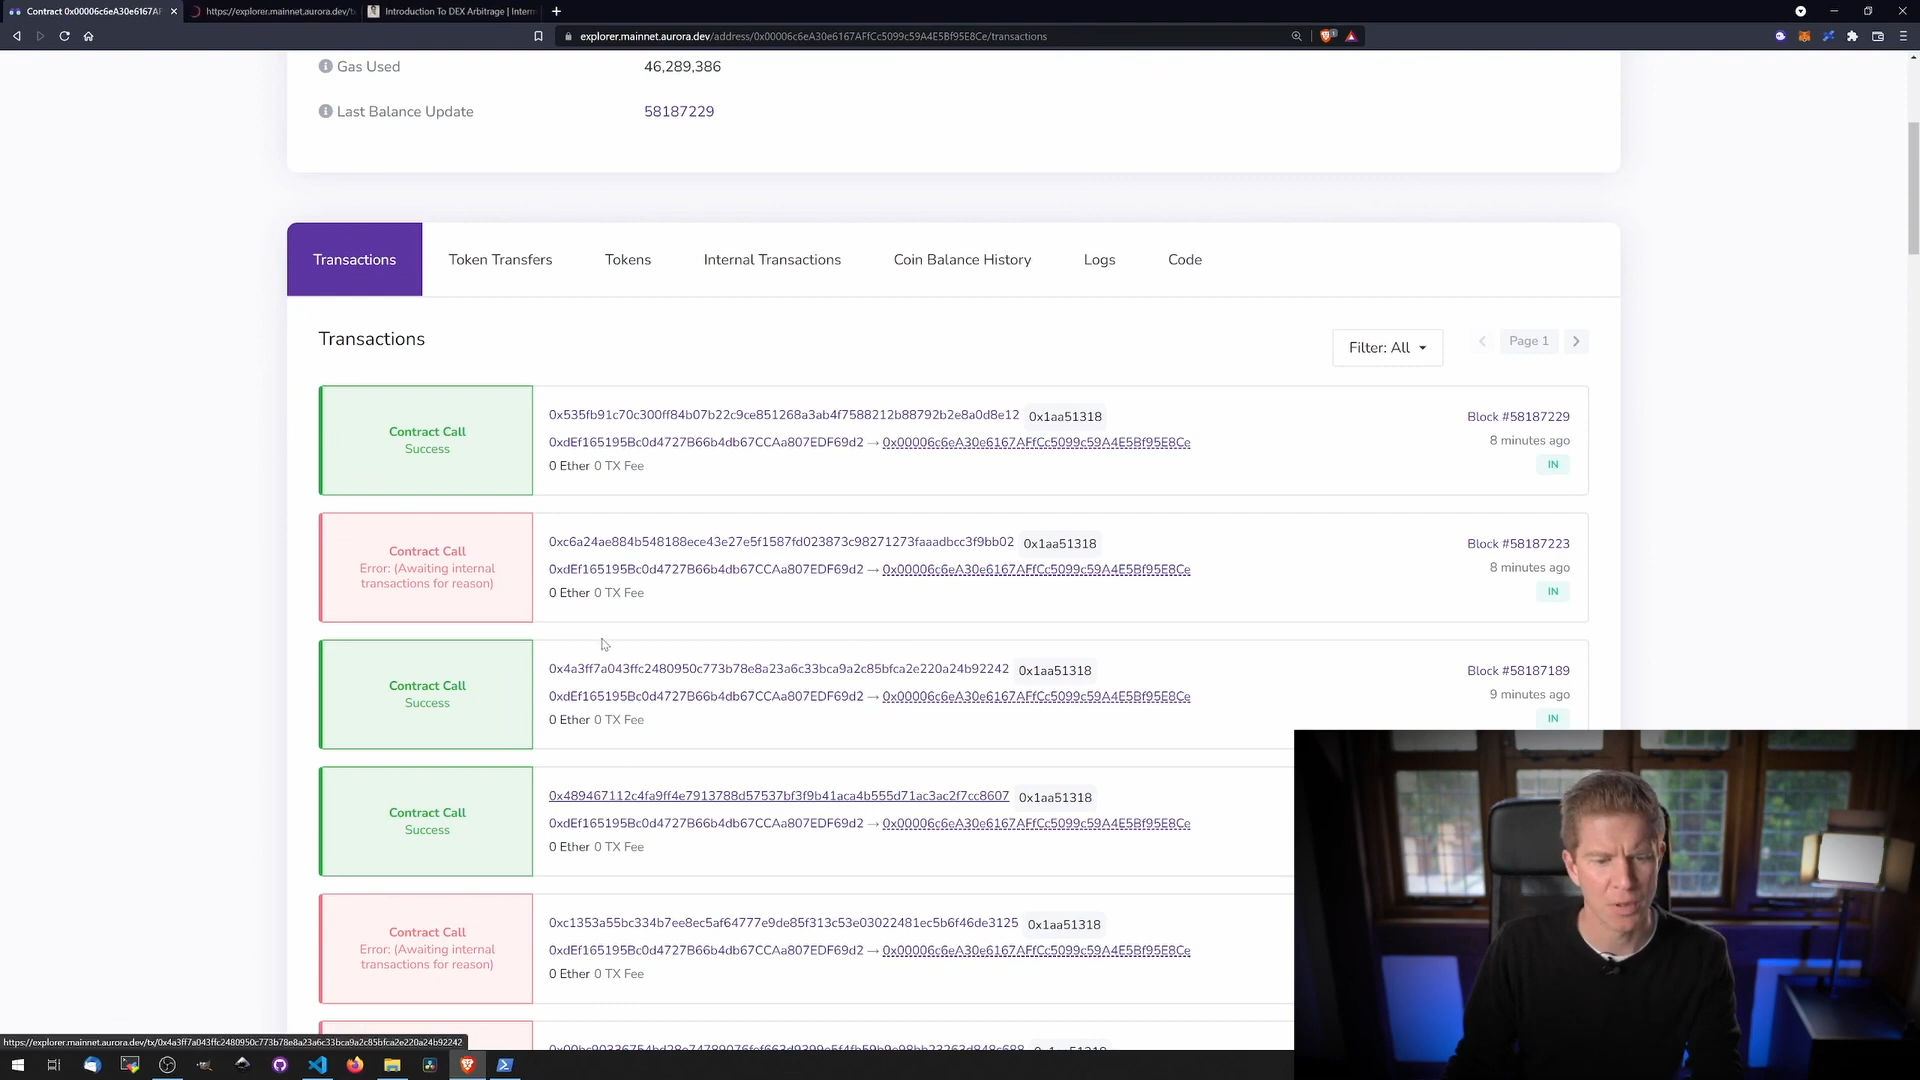 Contract 0x00006c6eA30e6167AF
https://explorer.mainnet.aurora.dev/t
Introduction To DEX Arbitrage | Interm
explorer.mainnet.aurora.dev/address/0x00006c6eA30e6167AFfCc5099c59A4E5Bf95E8Ce/transactions
Gas Used 46,289,386
Last Balance Update 58187229
Transactions Token Transfers Tokens Internal Transactions Coin Balance History Logs Code
Transactions
Filter: All
Page 1
Contract Call
Success
0x535fb91c70c300ff84b07b22c9ce851268a3ab4f7588212b88792b2e8a0d8e12 0x1aa51318
0xdEf165195Bc0d4727B66b4db67CCAa807EDF69d2 → 0x00006c6eA30e6167AFfCc5099c59A4E5Bf95E8Ce
0 Ether 0 TX Fee
Block #58187229
8 minutes ago
IN
Contract Call
Error: (Awaiting internal
transactions for reason)
0xc6a24ae884b548188ece43e27e5f1587fd023873c98271273faaadbcc3f9bb02 0x1aa51318
0xdEf165195Bc0d4727B66b4db67CCAa807EDF69d2 → 0x00006c6eA30e6167AFfCc5099c59A4E5Bf95E8Ce
0 Ether 0 TX Fee
Block #58187223
8 minutes ago
IN
Contract Call
Success
0x4a3ff7a043ffc2480950c773b78e8a23a6c33bca9a2c85bfca2e220a24b92242 0x1aa51318
0xdEf165195Bc0d4727B66b4db67CCAa807EDF69d2 → 0x00006c6eA30e6167AFfCc5099c59A4E5Bf95E8Ce
0 Ether 0 TX Fee
Block #58187189
9 minutes ago
IN
Contract Call
Success
0x489467112c4fa9ff4e7913788d57537bf3f9b41aca4b555d71ac3ac2f7cc8607 0x1aa51318
0xdEf165195Bc0d4727B66b4db67CCAa807EDF69d2 → 0x00006c6eA30e6167AFfCc5099c59A4E5Bf95E8Ce
0 Ether 0 TX Fee
Contract Call
Error: (Awaiting internal
transactions for reason)
0xc1353a55bc334b7ee8ec5af64777e9de85f313c53e03022481ec5b6f46de3125 0x1aa51318
0xdEf165195Bc0d4727B66b4db67CCAa807EDF69d2 → 0x00006c6eA30e6167AFfCc5099c59A4E5Bf95E8Ce
0 Ether 0 TX Fee
https://explorer.mainnet.aurora.dev/tx/0x4a3ff7a043ffc2480950c773b78e8a23a6c33bca9a2c85bfca2e220a24b92242